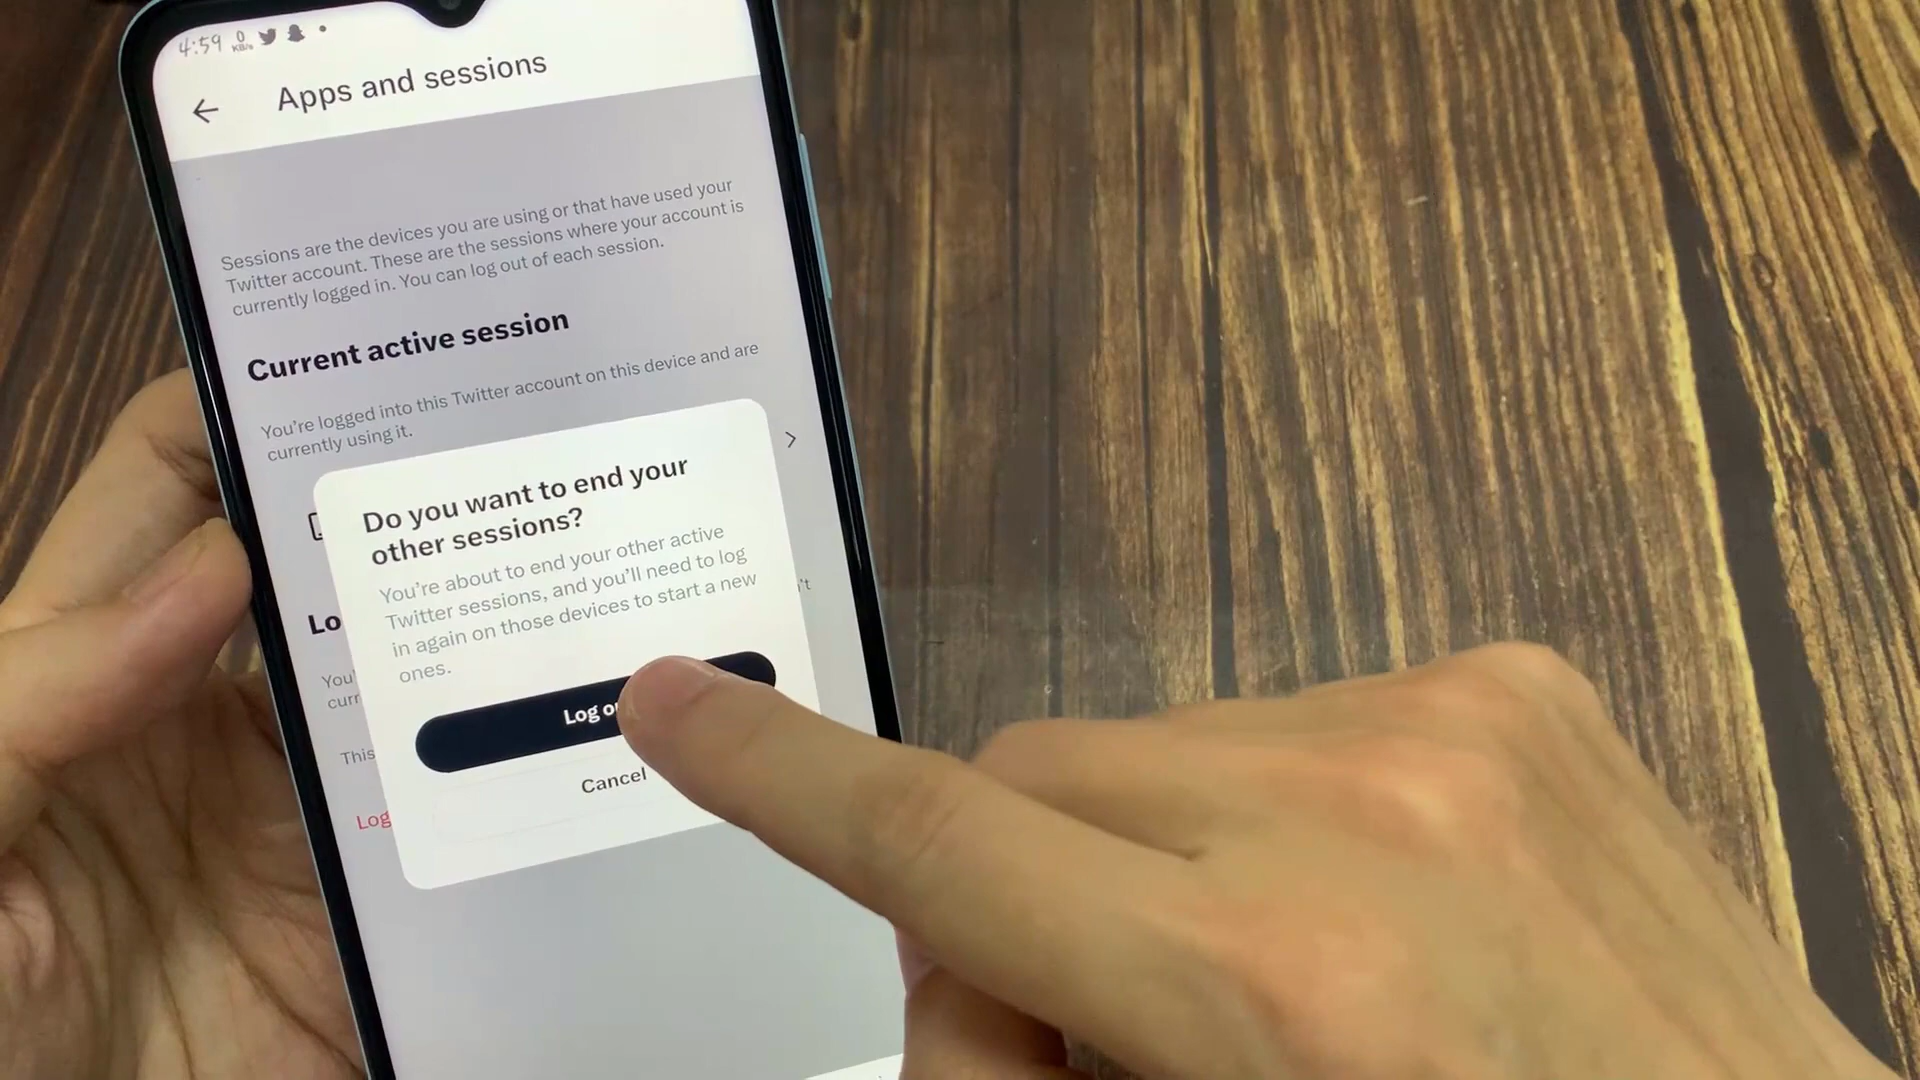 4:59 0 KB/s
Apps and sessions
Sessions are the devices you are using or that have used your
Twitter account. These are the sessions where your account is
currently logged in. You can log out of each session.
Current active session
You're logged into this Twitter account on this device and are
currently using it.
Do you want to end your
other sessions?
You're about to end your other active
Twitter sessions, and you'll need to log
in again on those devices to start a new
ones.
Log
Cancel
This
Log